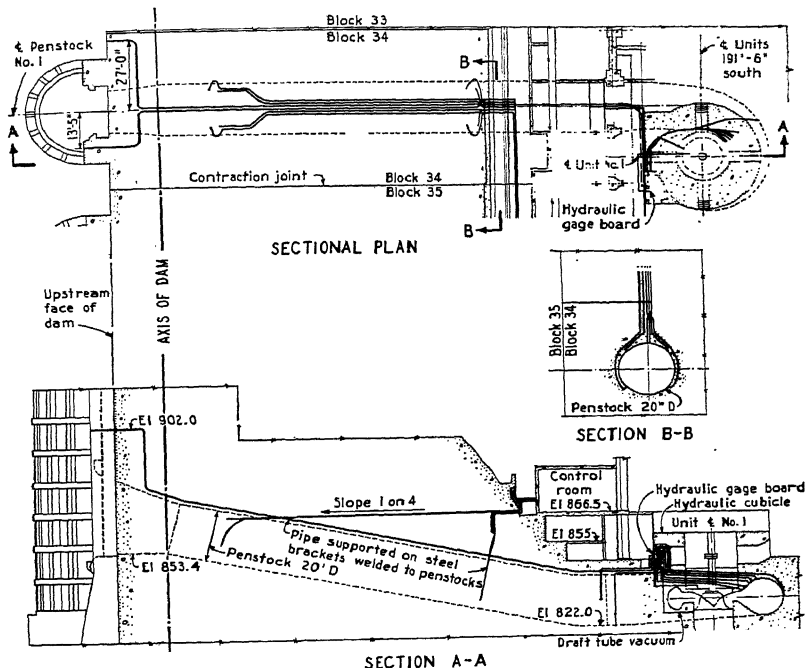 Block 33
Block 34
℄ Penstock
No. 1
27'-0"
13'-5"
A
B
℄ Units
191'-6"
south
A
℄ Unit No. 1
Contraction joint
Block 34
Block 35
Hydraulic
gage board
B
SECTIONAL PLAN
AXIS OF DAM
Upstream
face of
dam
Block 35
Block 34
Penstock 20" D
SECTION B-B
El 902.0
Slope 1 on 4
Control
room
El 866.5
El 855
Hydraulic gage board
Hydraulic cubicle
Unit ℄ No. 1
Pipe supported on steel
brackets welded to penstocks
Penstock 20' D
El 853.4
El 822.0
Draft tube vacuum
SECTION A-A